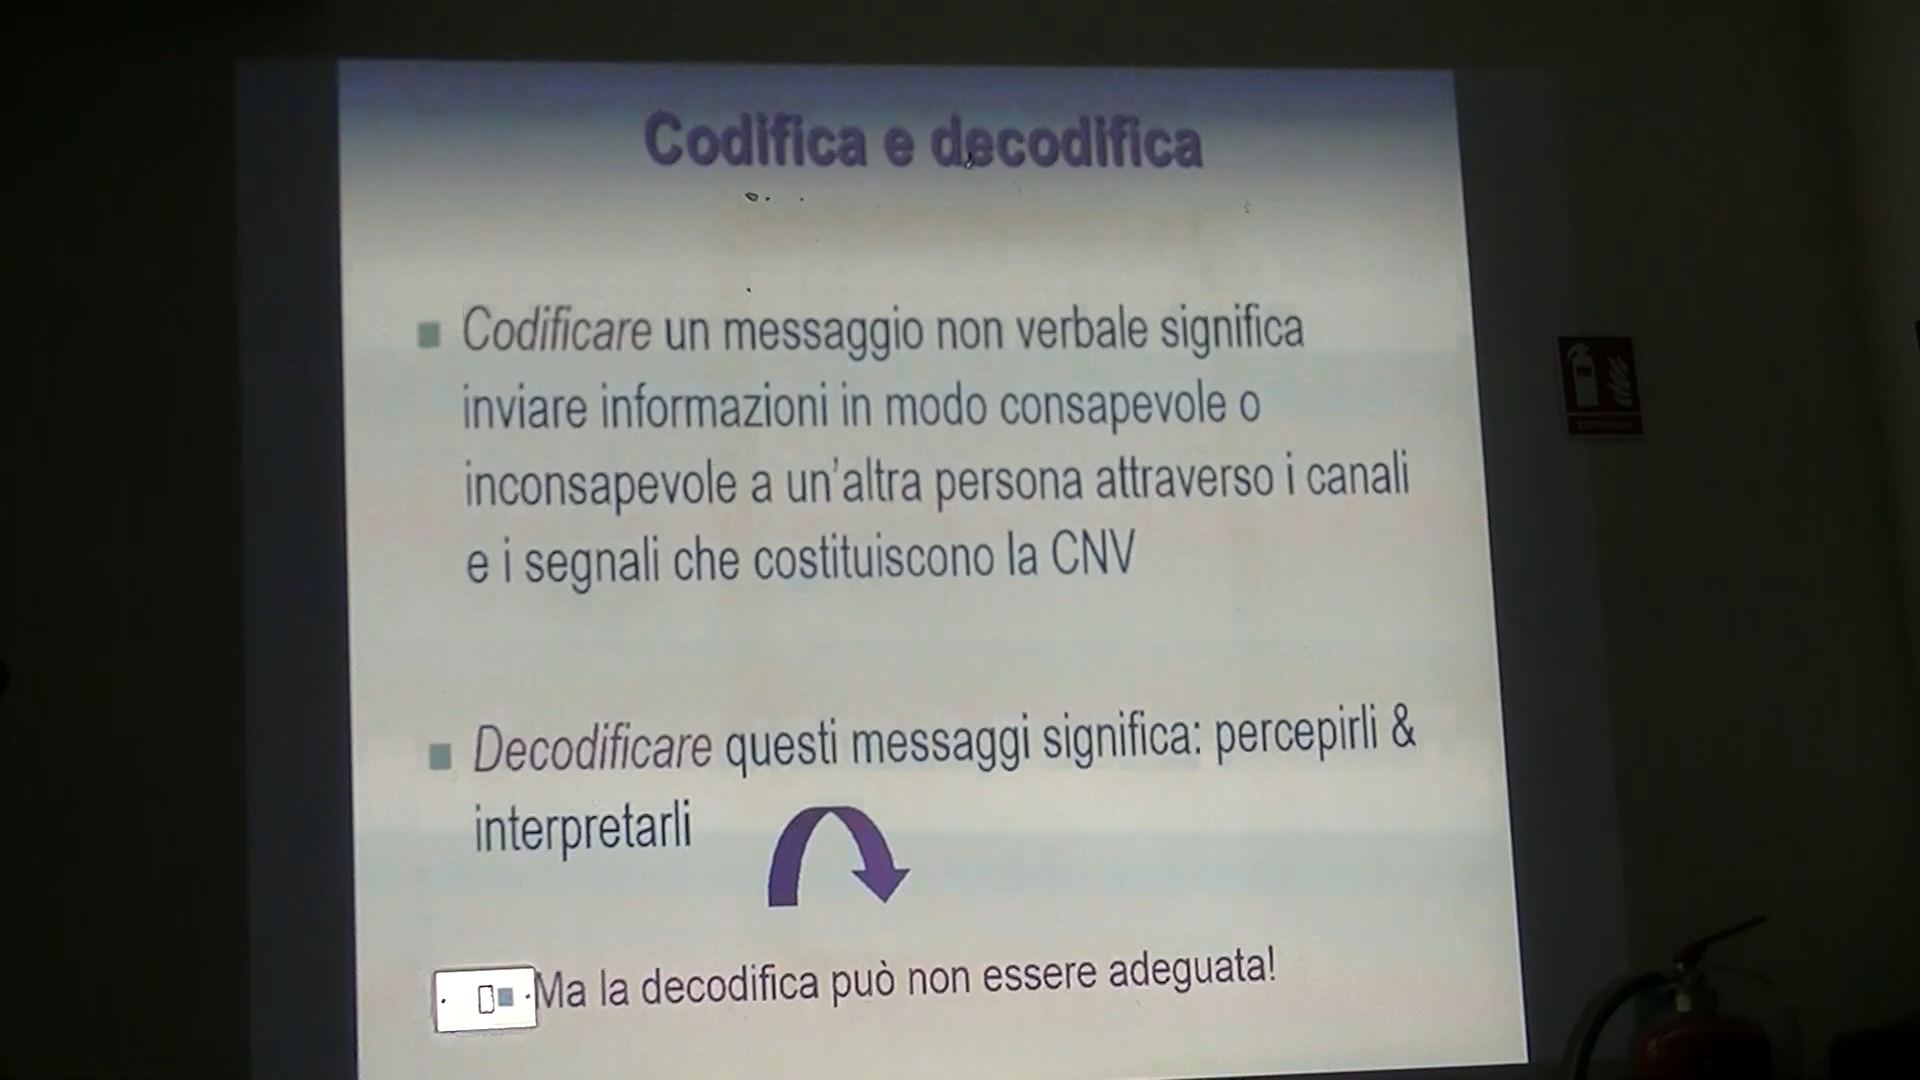 Codifica e decodifica
Codificare un messaggio non verbale significa
inviare informazioni in modo consapevole o
inconsapevole a un'altra persona attraverso i canali
e i segnali che costituiscono la CNV
Decodificare questi messaggi significa: percepirli &
interpretarli
Ma la decodifica può non essere adeguata!